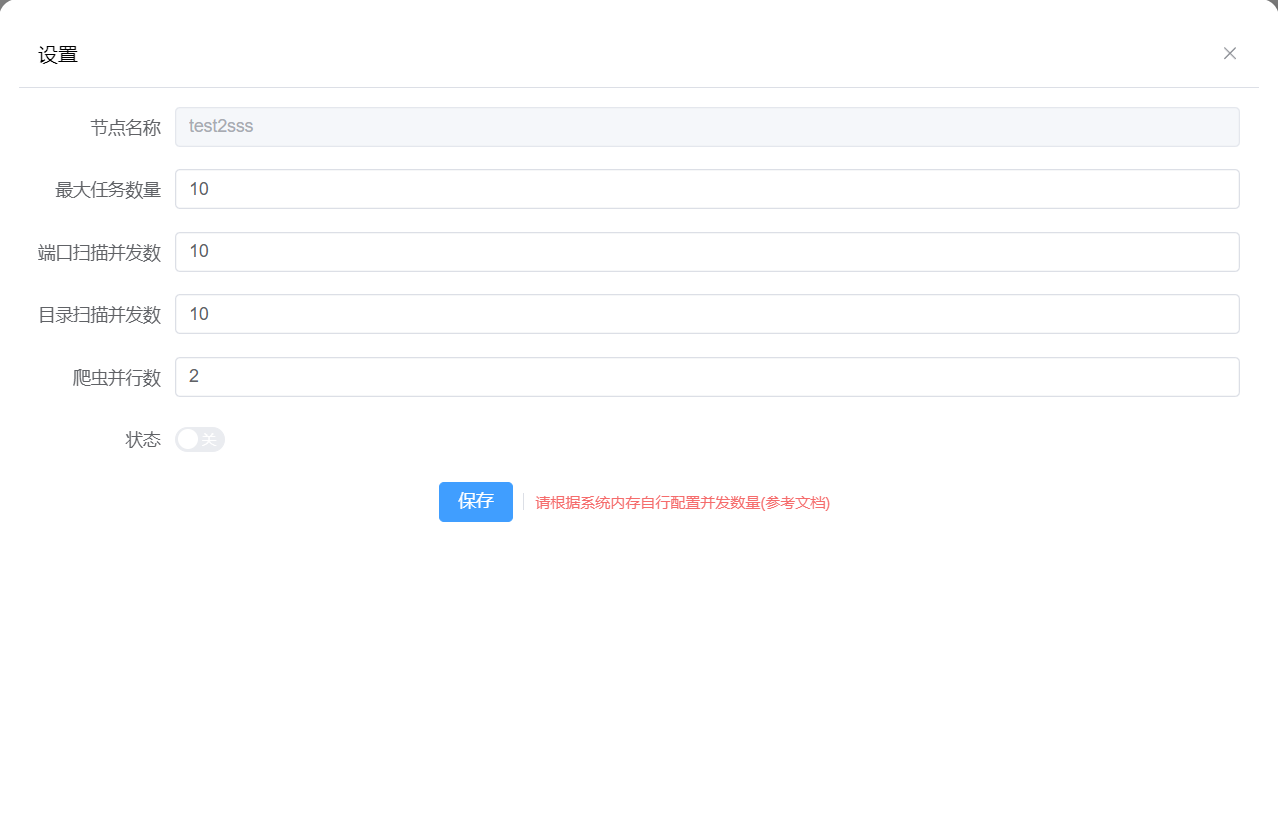 设置
节点名称 test2sss
最大任务数量 10
端口扫描并发数 10
目录扫描并发数 10
爬虫并行数 2
状态 关
保存 请根据系统内存自行配置并发数量(参考文档)